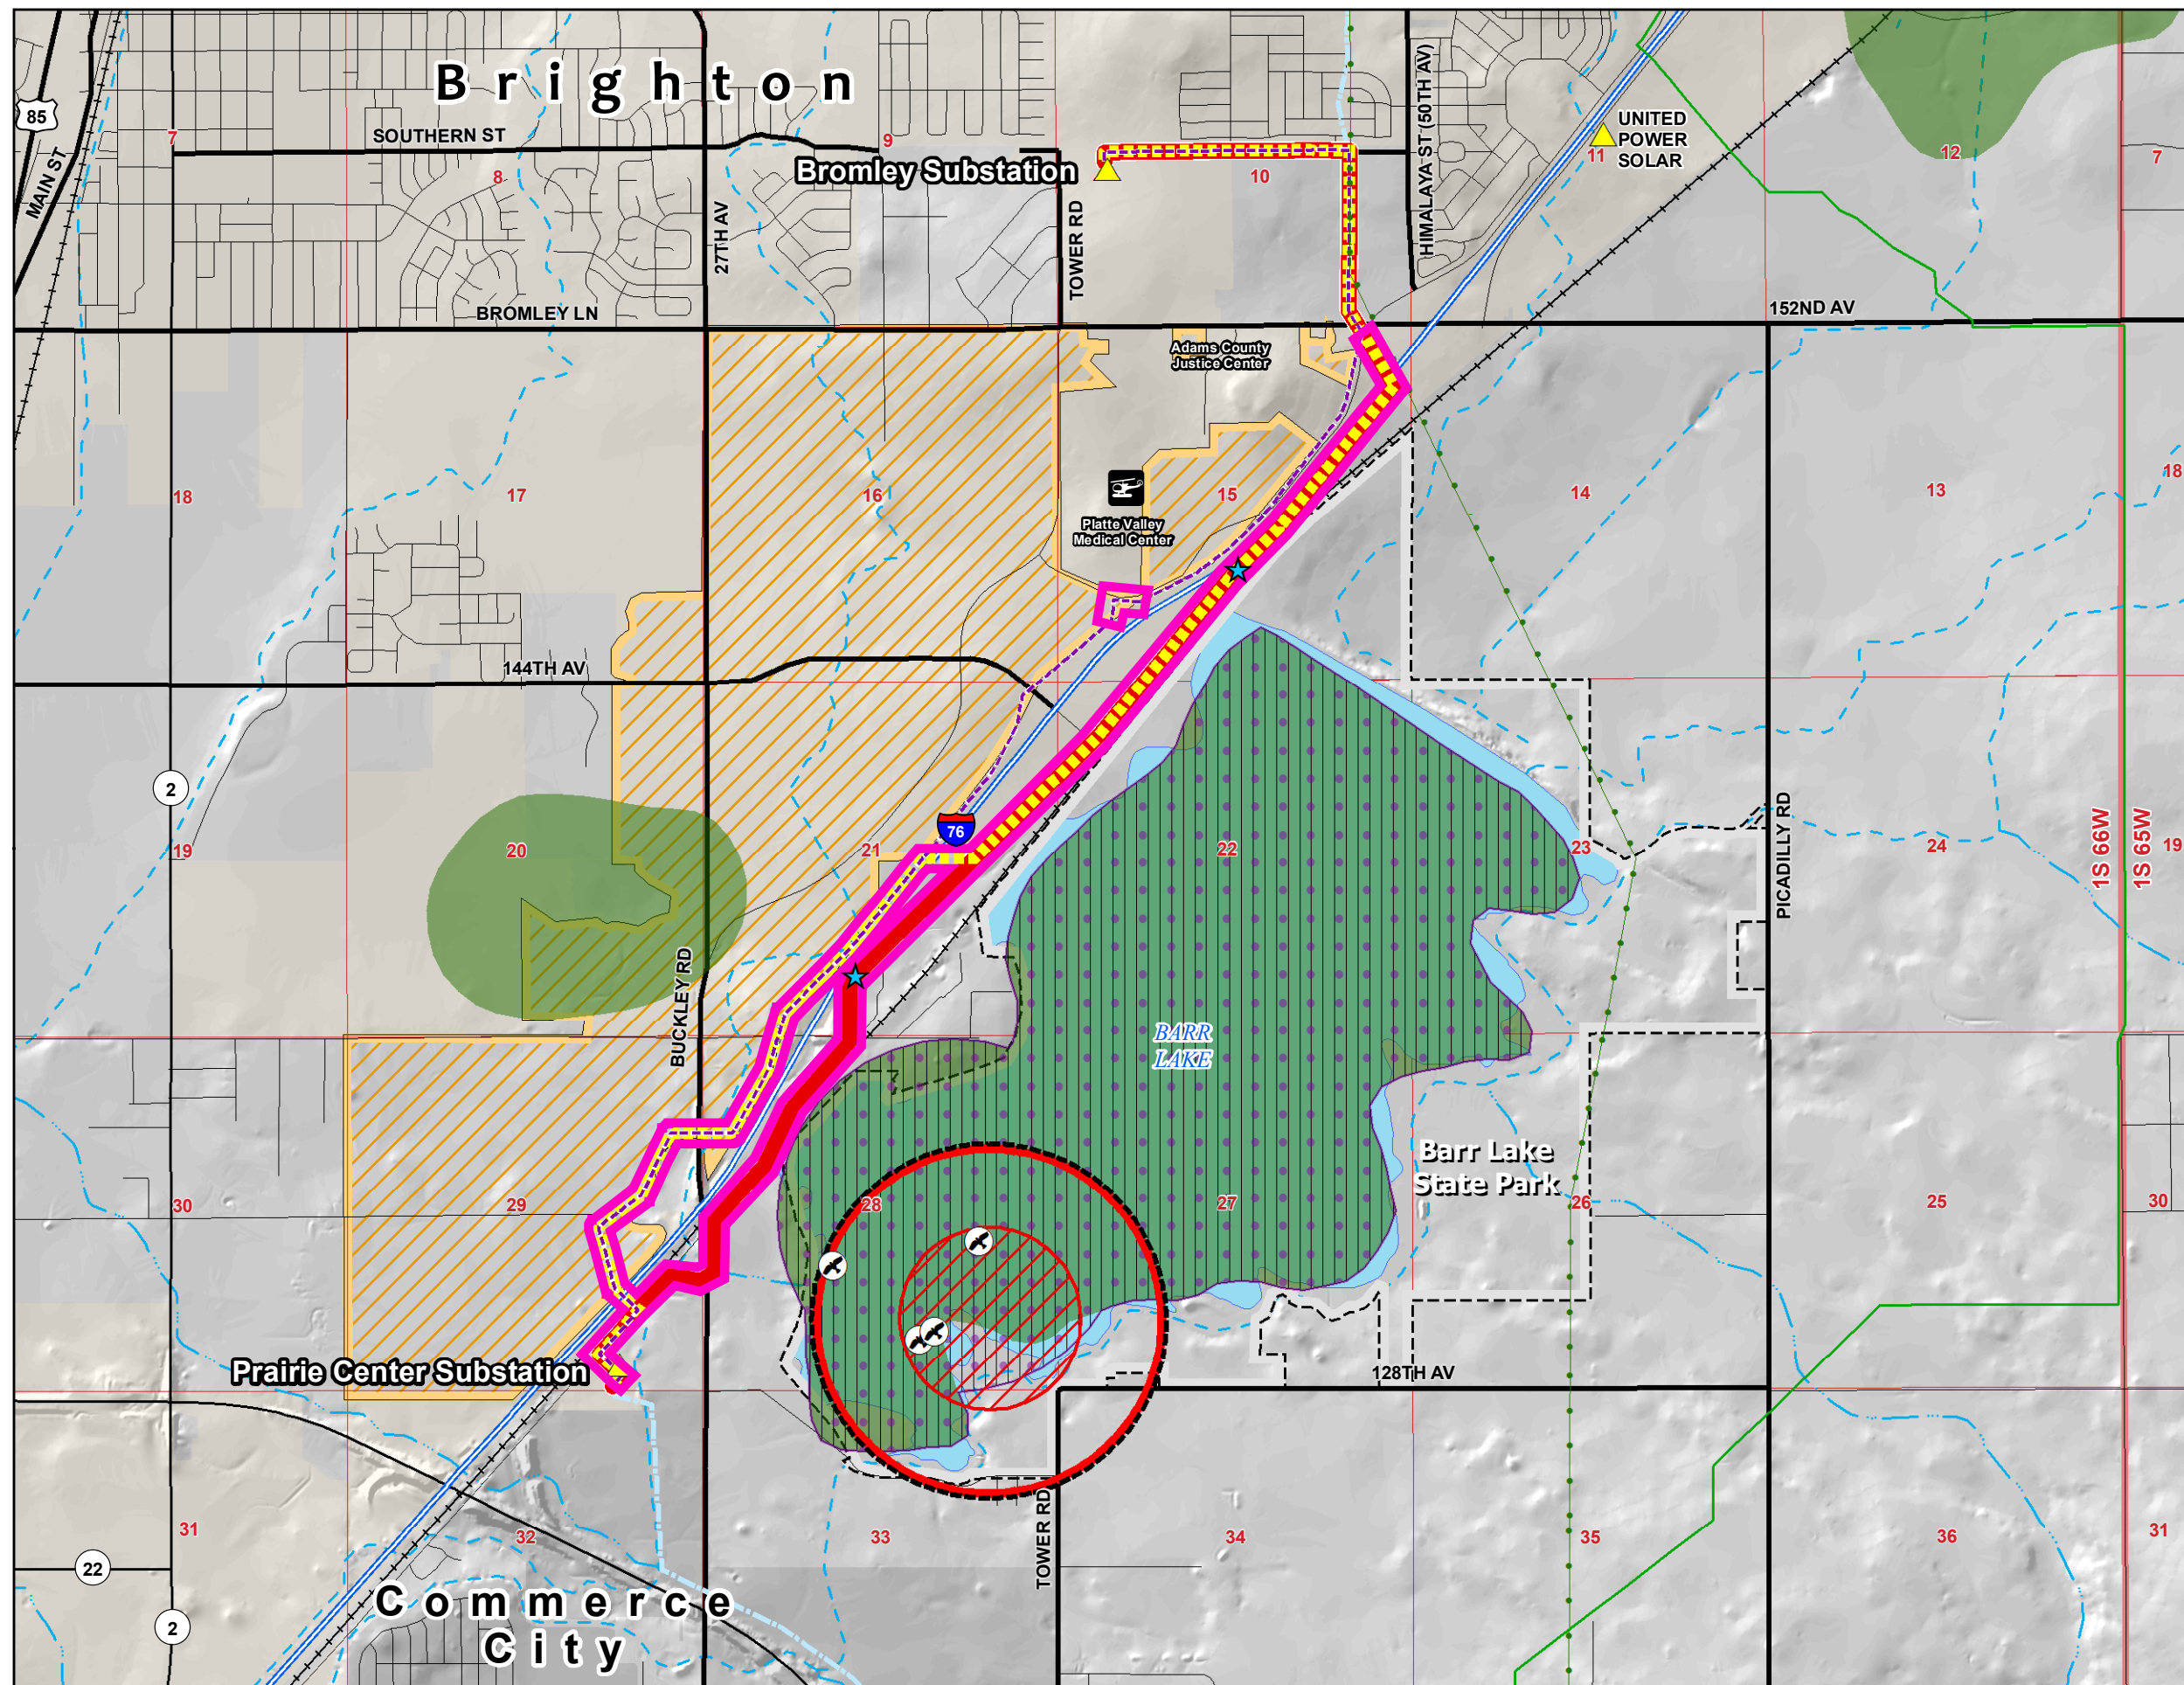 B r i g h t o n
85
MAIN ST
SOUTHERN ST
7
8
9
Bromley Substation
10
HIMALAYA ST (50TH AV)
UNITED
POWER
SOLAR
11
12
7
27TH AV
TOWER RD
BROMLEY LN
152ND AV
Adams County
Justice Center
18
17
16
15
14
13
18
Platte Valley
Medical Center
144TH AV
2
76
19
20
21
22
23
24
19
PICADILLY RD
1S 66W
1S 65W
BUCKLEY RD
BARR
LAKE
Barr Lake
State Park
30
29
28
27
26
25
30
Prairie Center Substation
128TH AV
31
32
33
34
35
36
31
TOWER RD
22
2
C o m m e r c e
C i t y